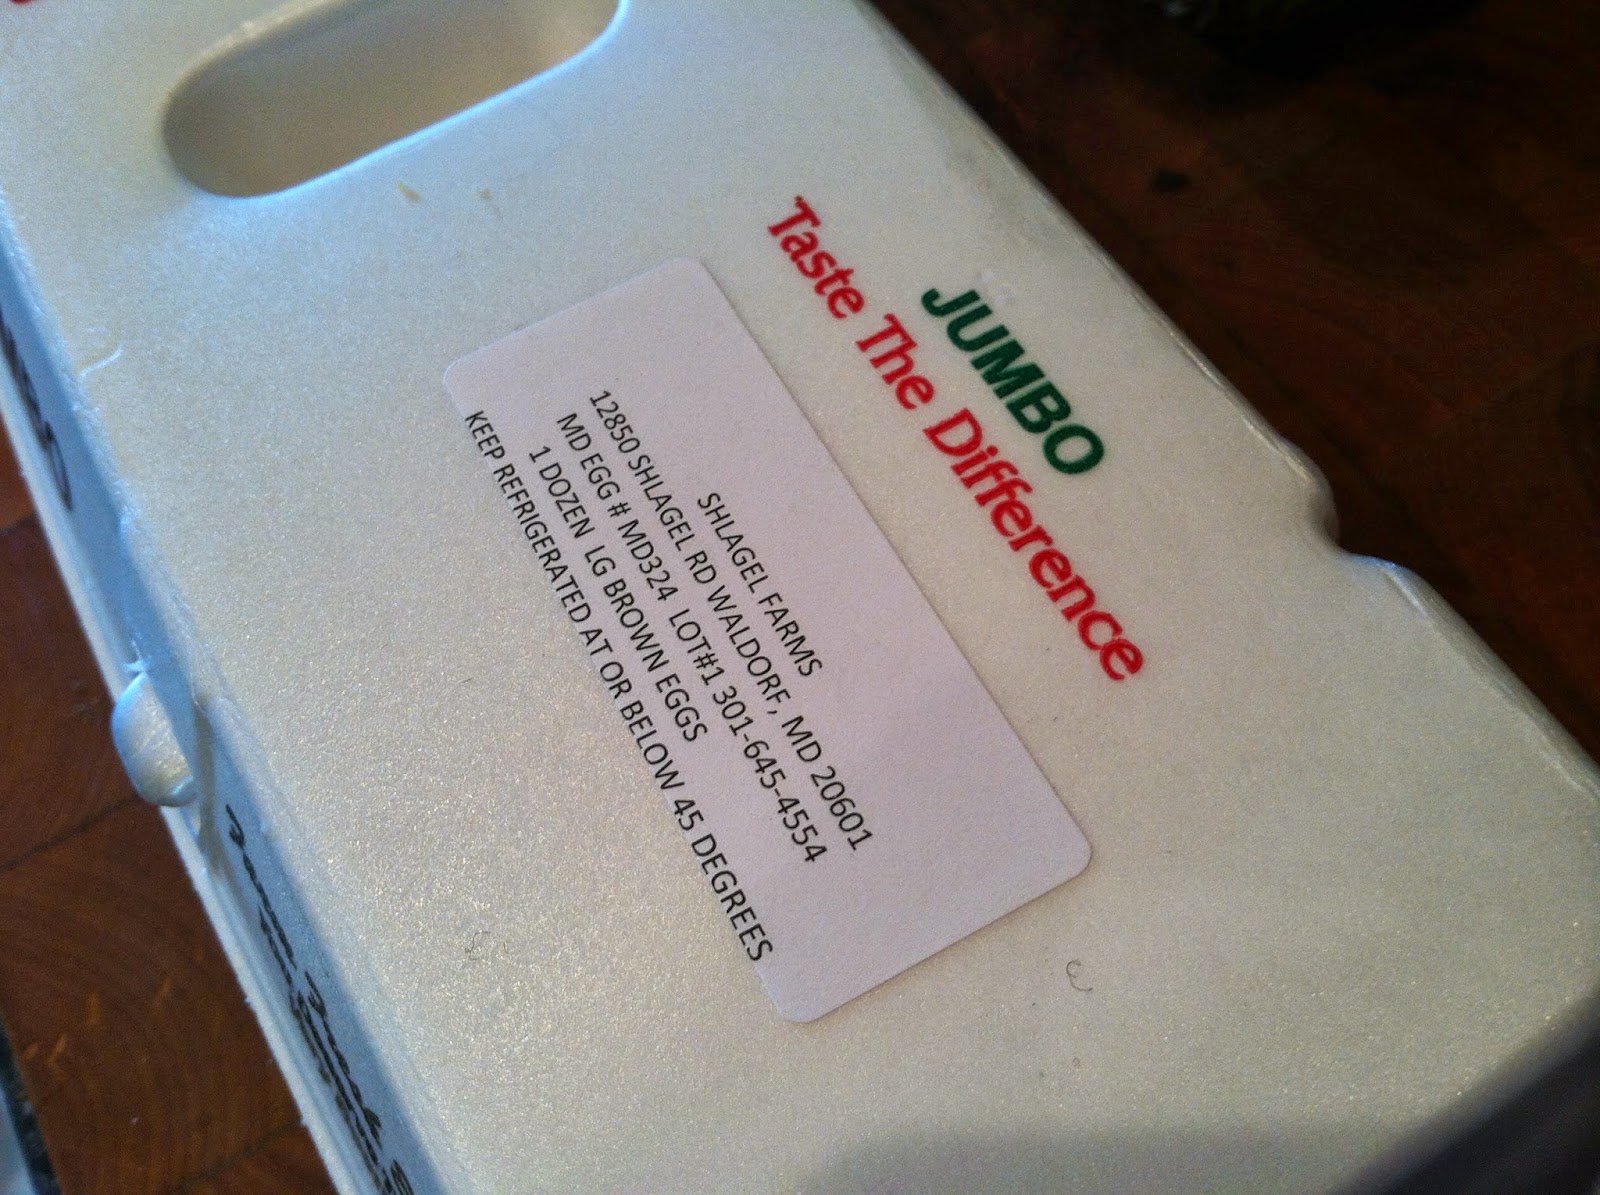 JUMBO
Taste The Difference
SHLAGEL FARMS
12850 SHLAGEL RD WALDORF, MD 20601
MD EGG # MD324 LOT#1 301-645-4554
1 DOZEN LG BROWN EGGS
KEEP REFRIGERATED AT OR BELOW 45 DEGREES